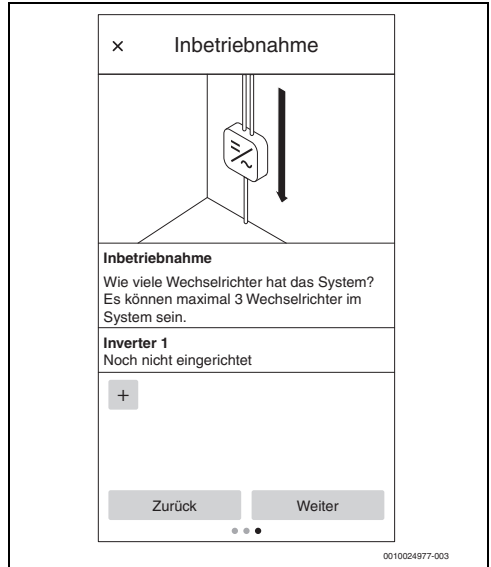 × Inbetriebnahme
Inbetriebnahme
Wie viele Wechselrichter hat das System?
Es können maximal 3 Wechselrichter im
System sein.
Inverter 1
Noch nicht eingerichtet
+
Zurück Weiter
0010024977-003